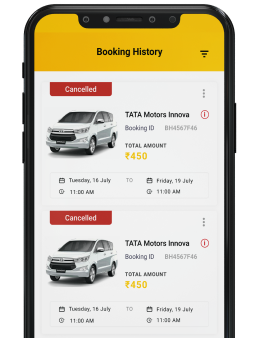 Booking History
Cancelled
TATA Motors Innova
Booking ID BH4567F46
TOTAL AMOUNT
₹450
Tuesday, 16 July TO Friday, 19 July
11:00 AM 11:00 AM
Cancelled
TATA Motors Innova
Booking ID BH4567F46
TOTAL AMOUNT
₹450
Tuesday, 16 July TO Friday, 19 July
11:00 AM 11:00 AM